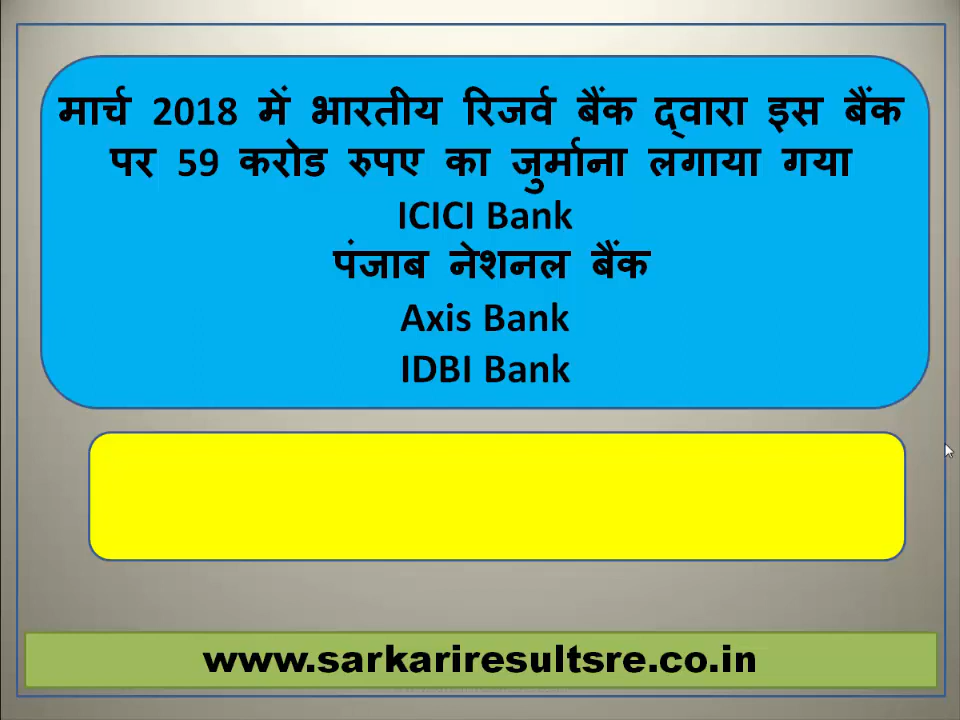 मार्च 2018 में भारतीय रिजर्व बैंक द्वारा इस बैंक
पर 59 करोड रुपए का जुर्माना लगाया गया
ICICI Bank
पंजाब नेशनल बैंक
Axis Bank
IDBI Bank
www.sarkariresultsre.co.in